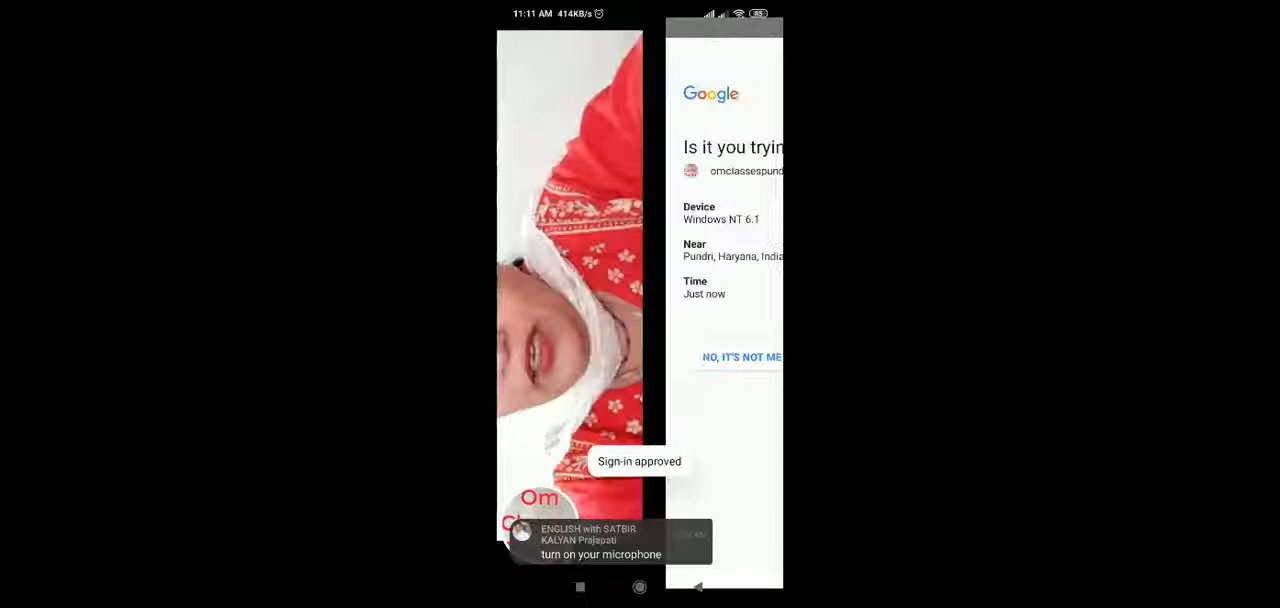 11:11 AM 414KB/s
85
Google
Is it you tryin
omclassespund
Device
Windows NT 6.1
Near
Pundri, Haryana, India
Time
Just now
NO, IT'S NOT ME
Sign-in approved
Om
ENGLISH with SATBIR
KALYAN Prajapati
turn on your microphone